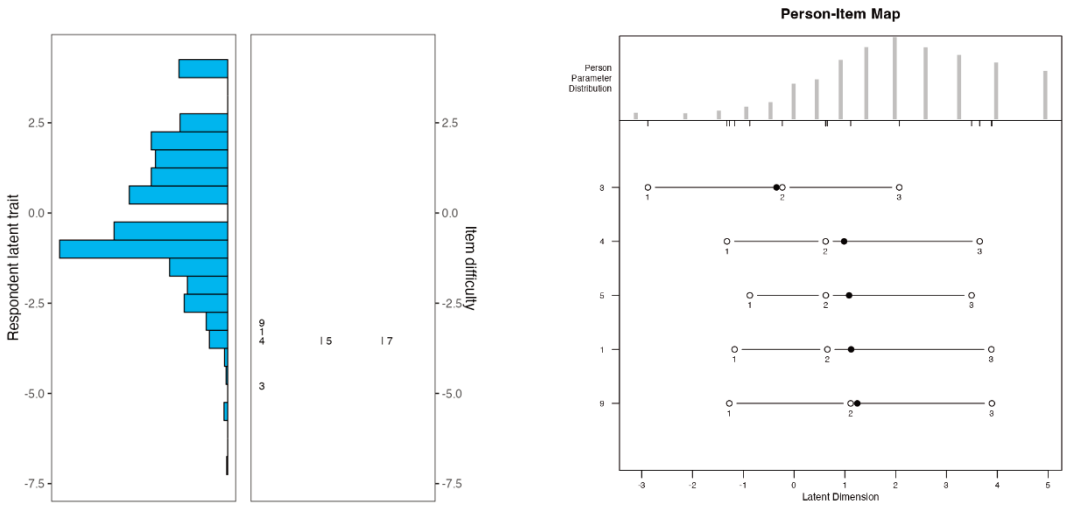 Respondent latent trait
2.5
0.0
-2.5
-5.0
-7.5
9
1
4 | 5 | 7
3
2.5
0.0
-2.5
-5.0
-7.5
Item difficulty
Person-Item Map
Person
Parameter
Distribution
3
1 2 3
4
1 2 3
5
1 2 3
1
1 2 3
9
1 2 3
-3 -2 -1 0 1 2 3 4 5
Latent Dimension